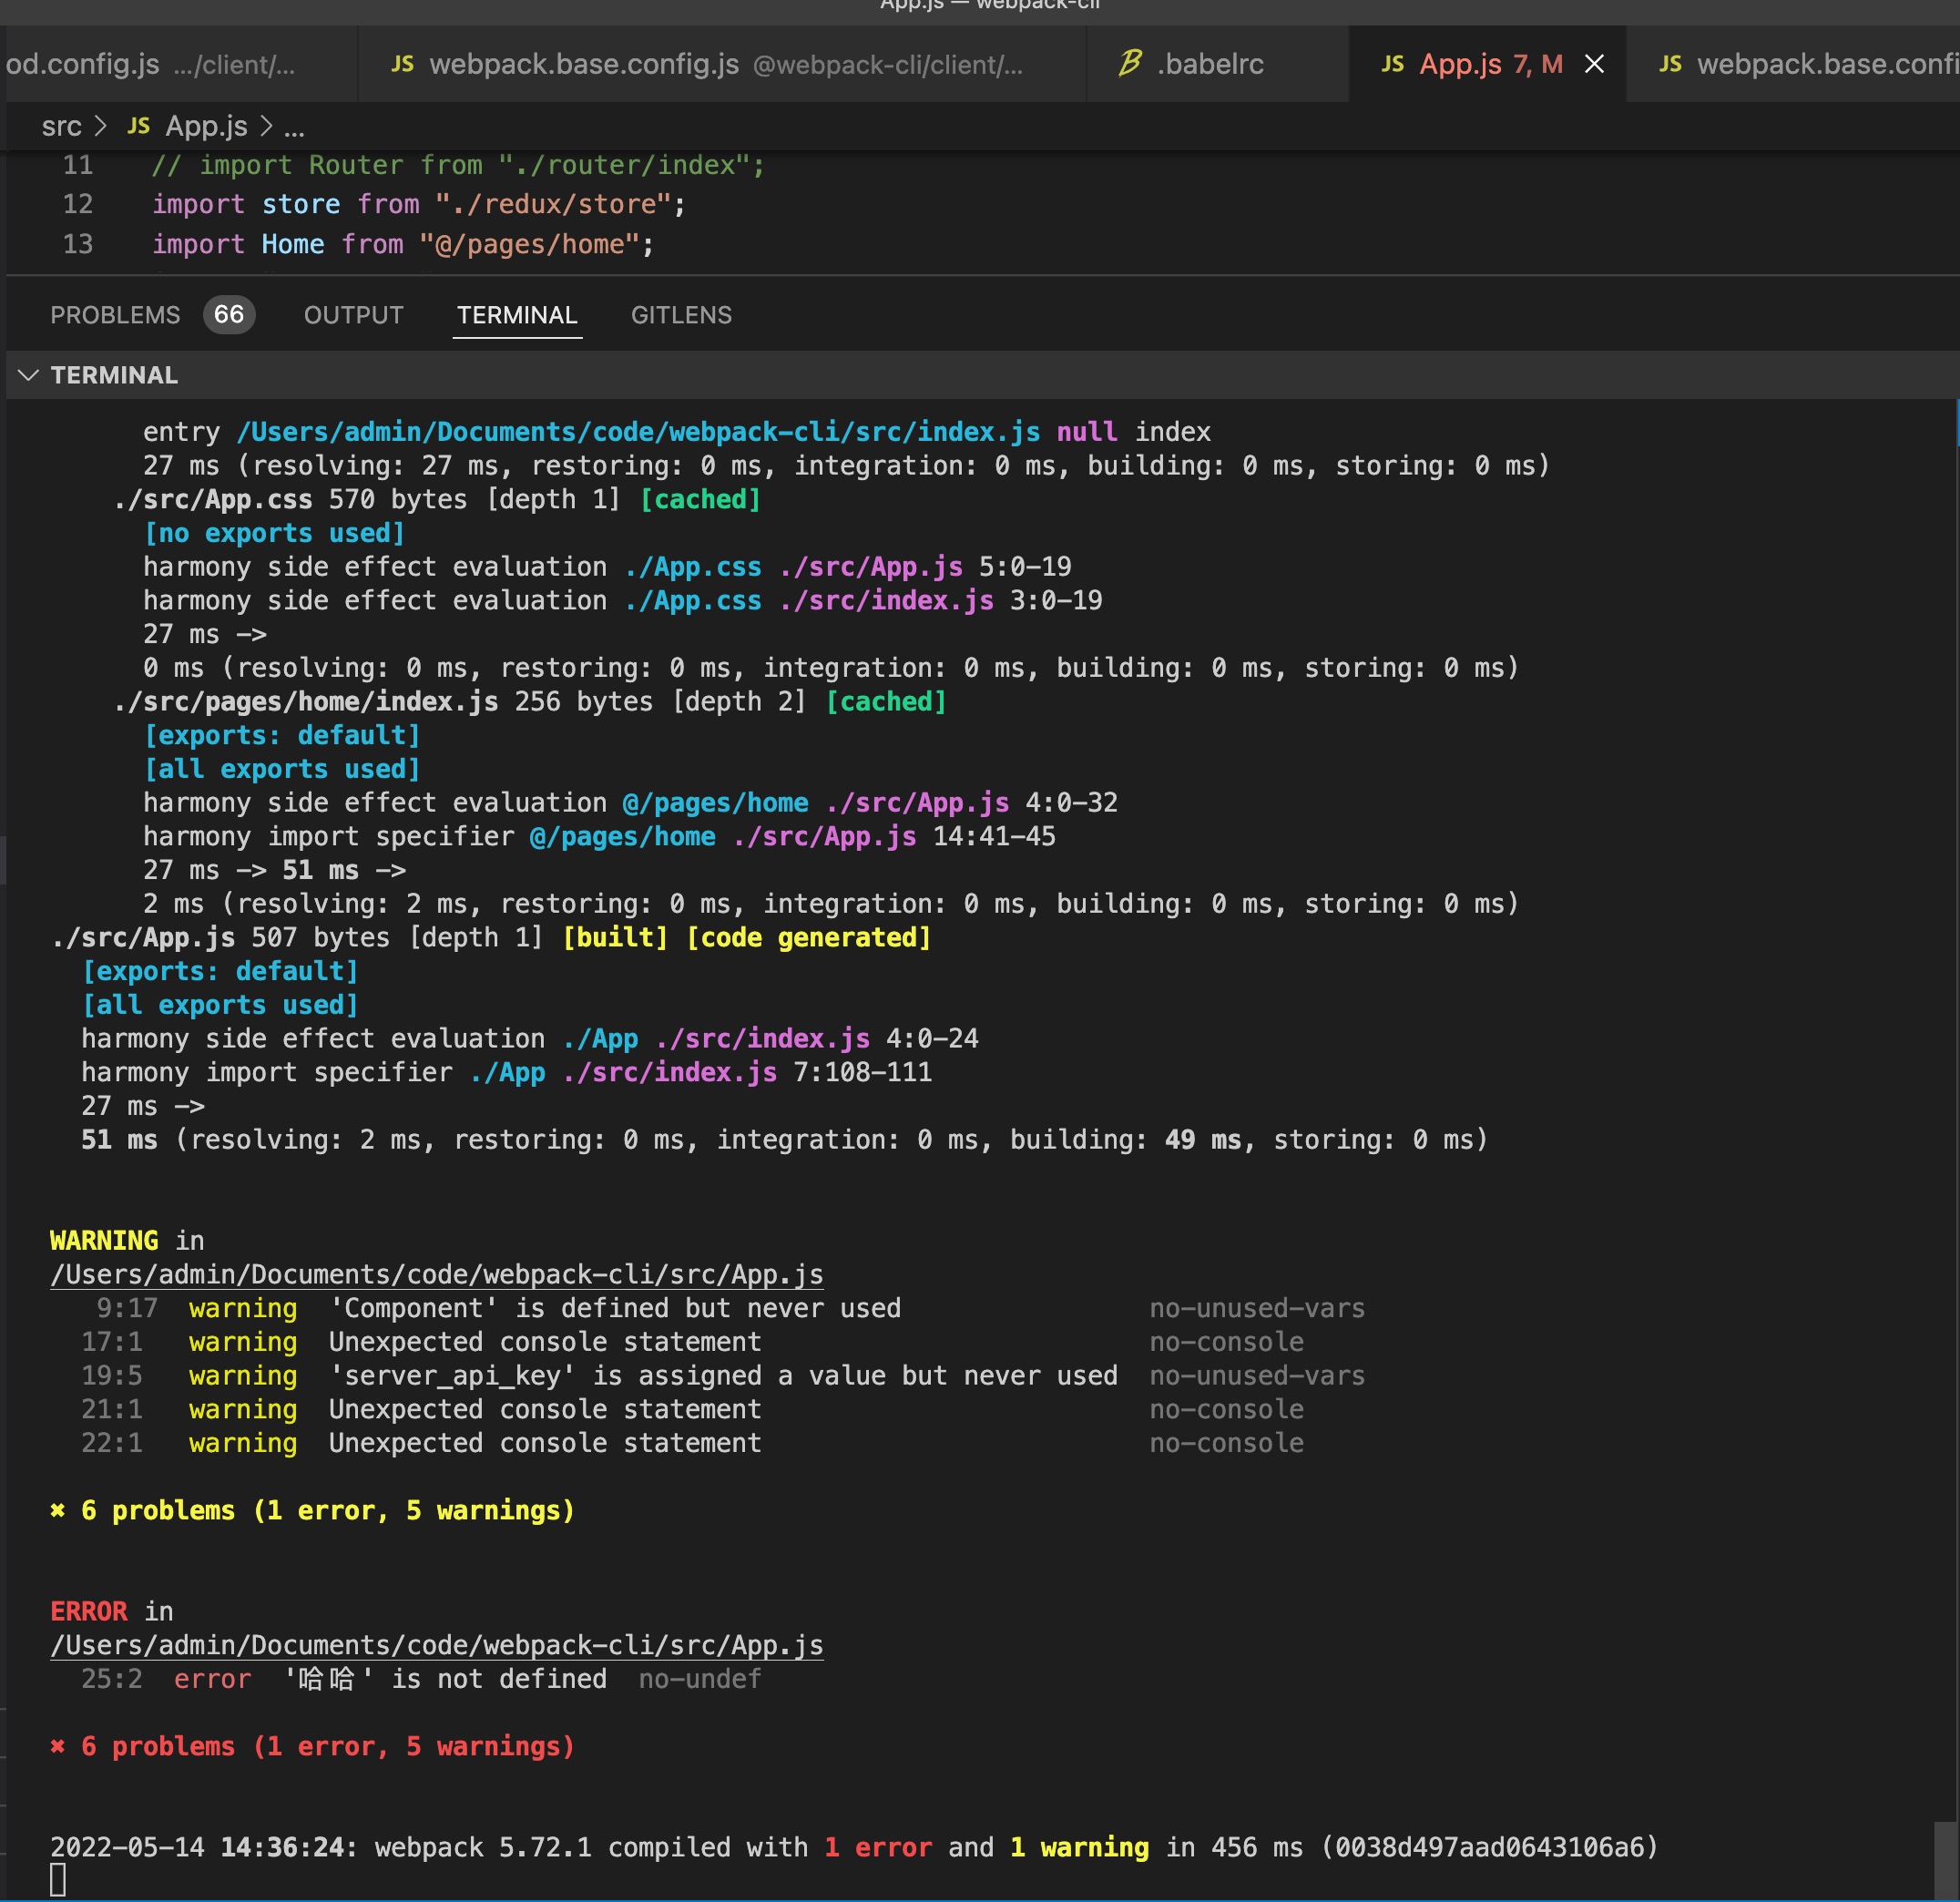 App.js — webpack-cli
od.config.js .../client/...
JS webpack.base.config.js @webpack-cli/client/...
.babelrc
JS App.js 7, M
JS webpack.base.confi
src > JS App.js > ...
11 // import Router from "./router/index";
12 import store from "./redux/store";
13 import Home from "@/pages/home";
PROBLEMS 66 OUTPUT TERMINAL GITLENS
TERMINAL
entry /Users/admin/Documents/code/webpack-cli/src/index.js null index
27 ms (resolving: 27 ms, restoring: 0 ms, integration: 0 ms, building: 0 ms, storing: 0 ms)
./src/App.css 570 bytes [depth 1] [cached]
[no exports used]
harmony side effect evaluation ./App.css ./src/App.js 5:0-19
harmony side effect evaluation ./App.css ./src/index.js 3:0-19
27 ms ->
0 ms (resolving: 0 ms, restoring: 0 ms, integration: 0 ms, building: 0 ms, storing: 0 ms)
./src/pages/home/index.js 256 bytes [depth 2] [cached]
[exports: default]
[all exports used]
harmony side effect evaluation @/pages/home ./src/App.js 4:0-32
harmony import specifier @/pages/home ./src/App.js 14:41-45
27 ms -> 51 ms ->
2 ms (resolving: 2 ms, restoring: 0 ms, integration: 0 ms, building: 0 ms, storing: 0 ms)
./src/App.js 507 bytes [depth 1] [built] [code generated]
[exports: default]
[all exports used]
harmony side effect evaluation ./App ./src/index.js 4:0-24
harmony import specifier ./App ./src/index.js 7:108-111
27 ms ->
51 ms (resolving: 2 ms, restoring: 0 ms, integration: 0 ms, building: 49 ms, storing: 0 ms)
WARNING in
/Users/admin/Documents/code/webpack-cli/src/App.js
9:17 warning 'Component' is defined but never used no-unused-vars
17:1 warning Unexpected console statement no-console
19:5 warning 'server_api_key' is assigned a value but never used no-unused-vars
21:1 warning Unexpected console statement no-console
22:1 warning Unexpected console statement no-console
✖ 6 problems (1 error, 5 warnings)
ERROR in
/Users/admin/Documents/code/webpack-cli/src/App.js
25:2 error '哈哈' is not defined no-undef
✖ 6 problems (1 error, 5 warnings)
2022-05-14 14:36:24: webpack 5.72.1 compiled with 1 error and 1 warning in 456 ms (0038d497aad0643106a6)